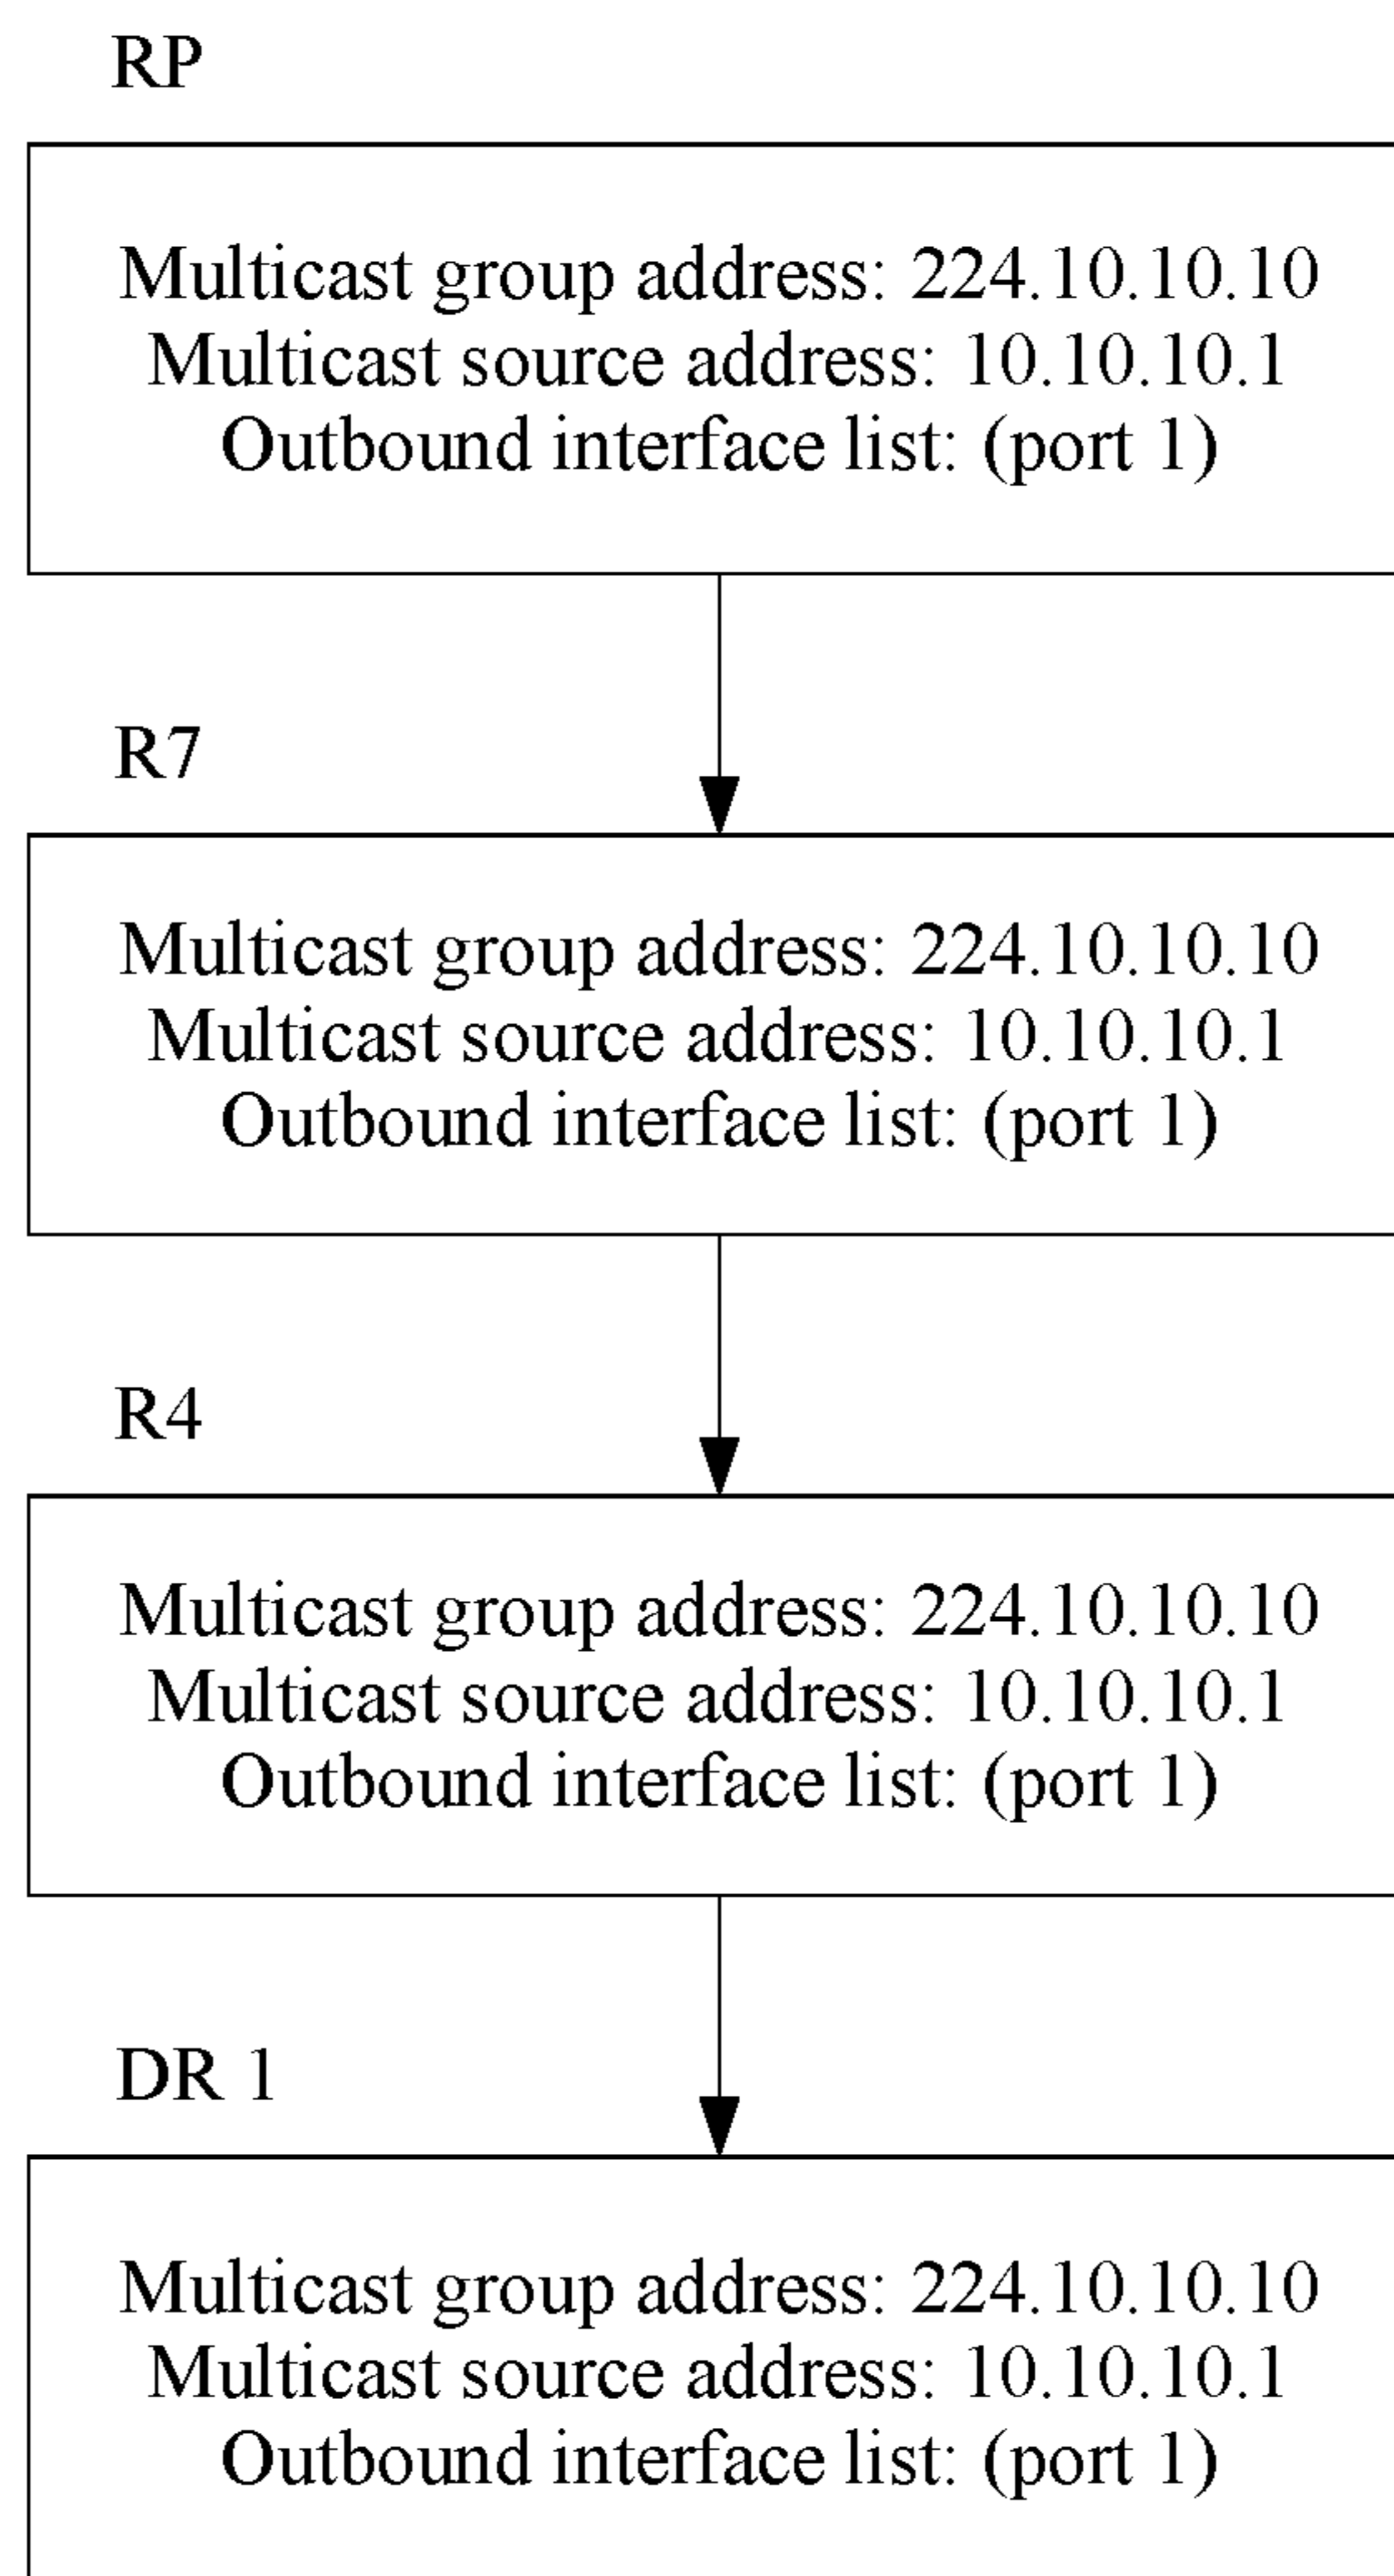 RP
Multicast group address: 224.10.10.10
Multicast source address: 10.10.10.1
Outbound interface list: (port 1)
R7
Multicast group address: 224.10.10.10
Multicast source address: 10.10.10.1
Outbound interface list: (port 1)
R4
Multicast group address: 224.10.10.10
Multicast source address: 10.10.10.1
Outbound interface list: (port 1)
DR 1
Multicast group address: 224.10.10.10
Multicast source address: 10.10.10.1
Outbound interface list: (port 1)